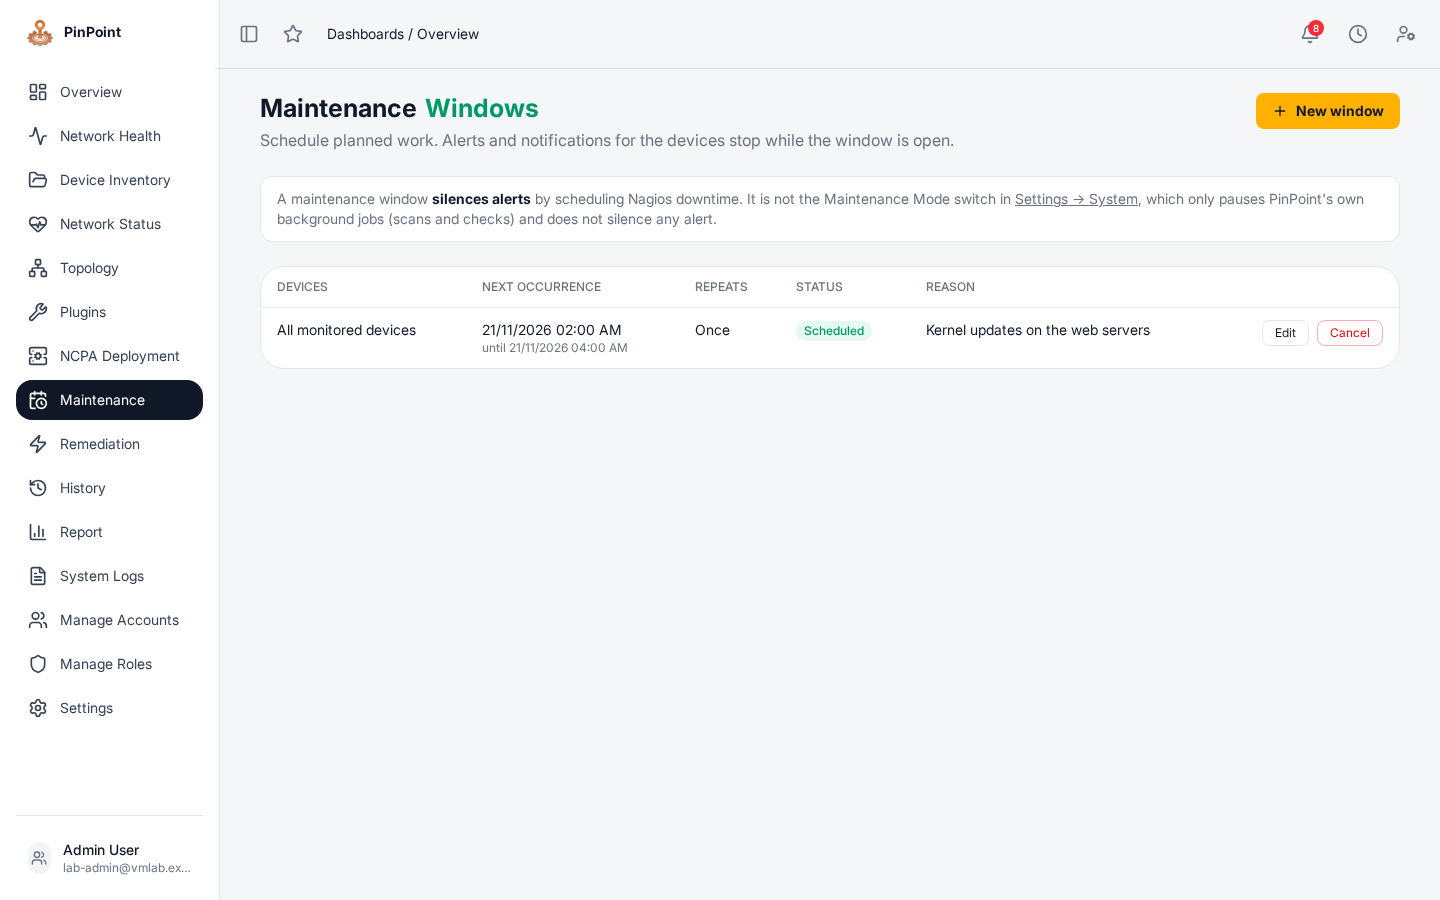 PinPoint
Dashboards / Overview
8
Overview
Network Health
Device Inventory
Network Status
Topology
Plugins
NCPA Deployment
Maintenance
Remediation
History
Report
System Logs
Manage Accounts
Manage Roles
Settings
Admin User
lab-admin@vmlab.ex...
Maintenance Windows
Schedule planned work. Alerts and notifications for the devices stop while the window is open.
+ New window
A maintenance window silences alerts by scheduling Nagios downtime. It is not the Maintenance Mode switch in Settings → System, which only pauses PinPoint's own
background jobs (scans and checks) and does not silence any alert.
DEVICES NEXT OCCURRENCE REPEATS STATUS REASON
All monitored devices 21/11/2026 02:00 AM Once Scheduled Kernel updates on the web servers Edit Cancel
until 21/11/2026 04:00 AM